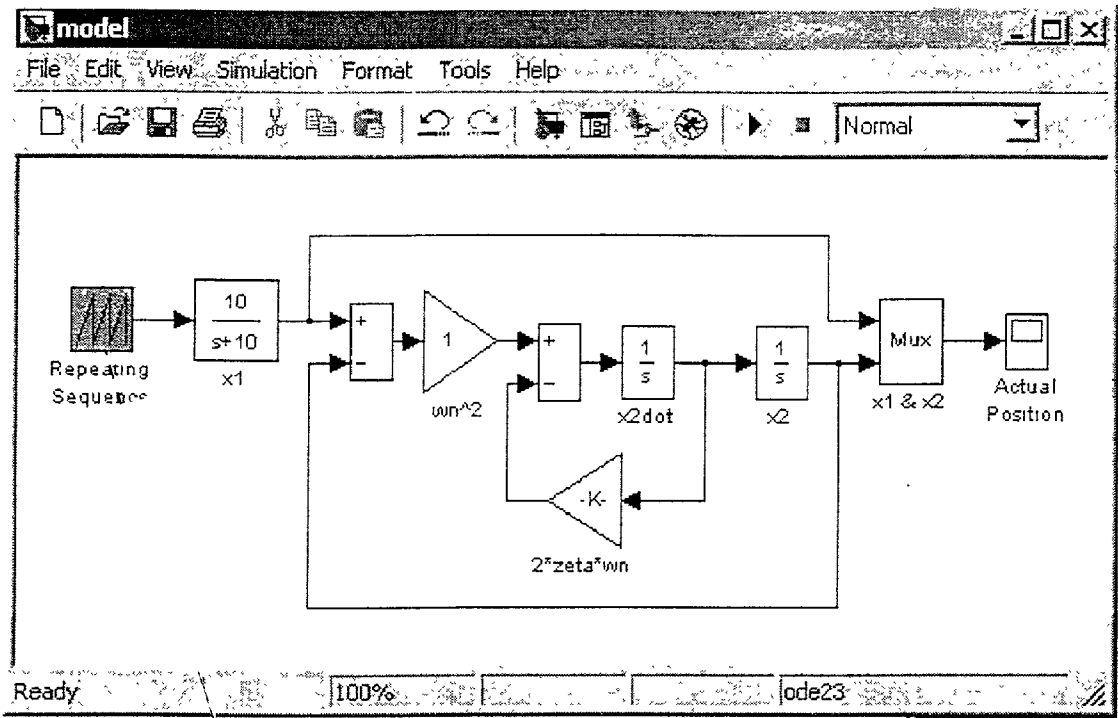 model
File Edit View Simulation Format Tools Help
Normal
10
s+10
x1
Repeating
Sequence
+
−
1
wn^2
+
−
1
s
x2dot
1
s
x2
Mux
x1 & x2
Actual
Position
-K-
2*zeta*wn
Ready
100%
ode23